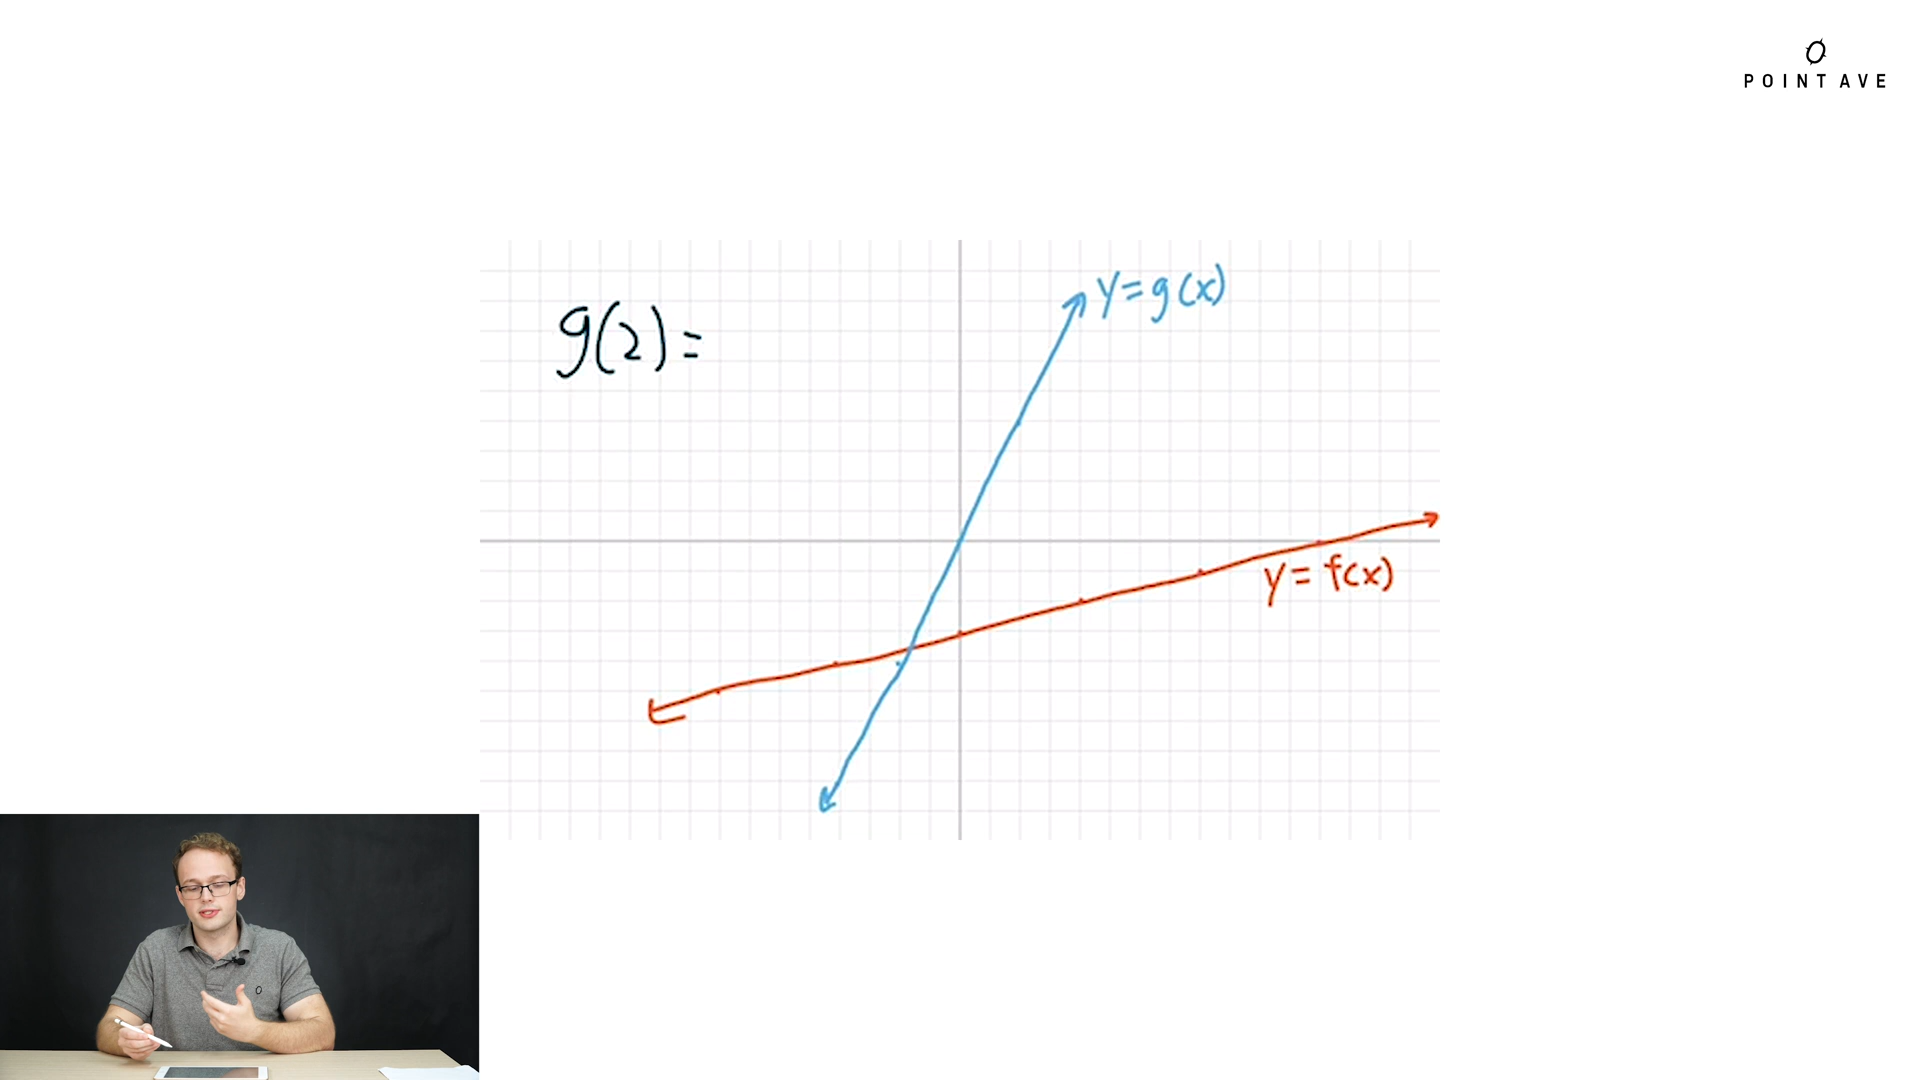 POINT AVE
y=g(x)
g(2)=
y=f(x)